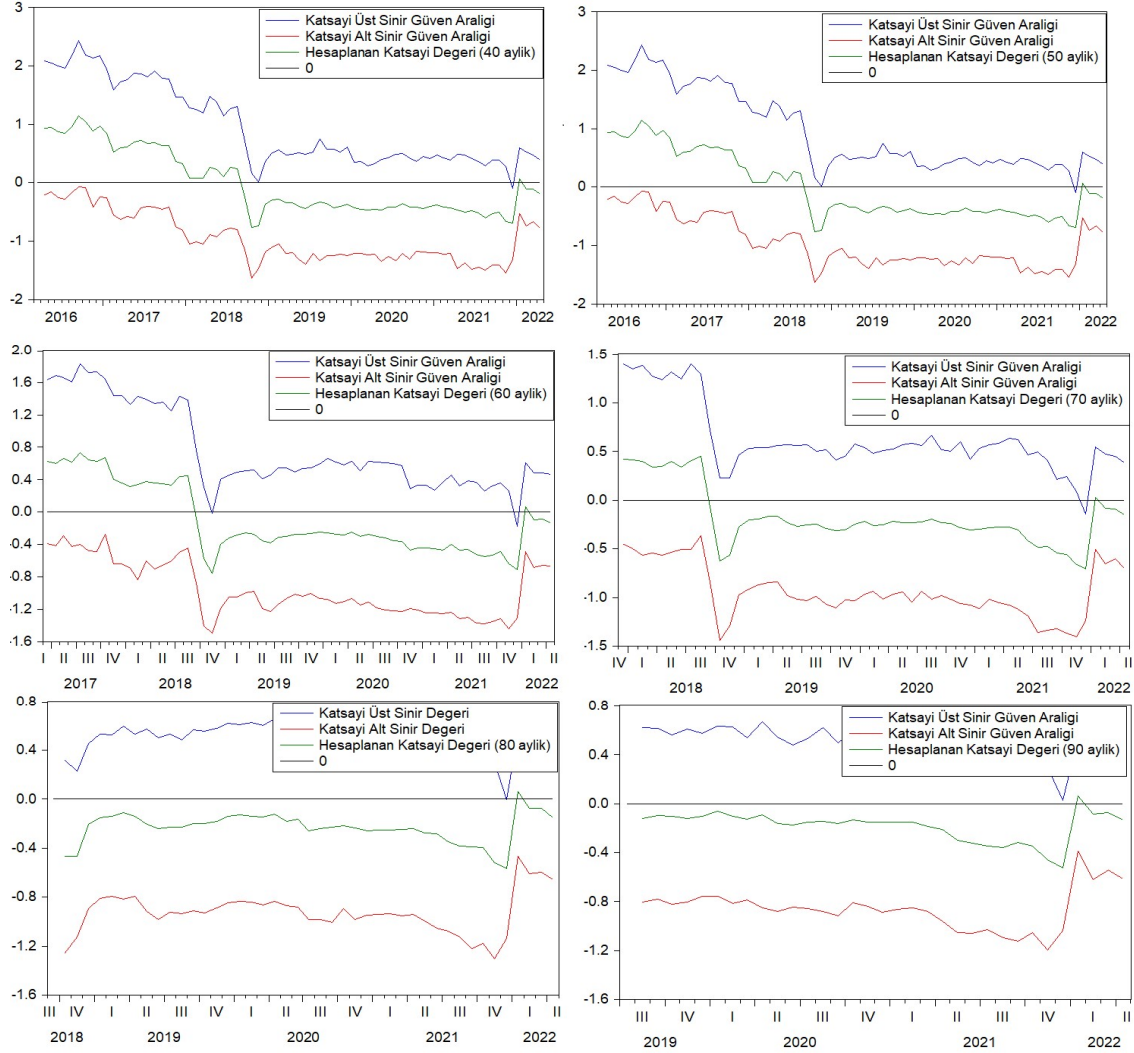 3
2
1
0
-1
-2
Katsayi Üst Sinir Güven Araligi
Katsayi Alt Sinir Güven Araligi
Hesaplanan Katsayi Degeri (40 aylik)
0
2016 2017 2018 2019 2020 2021 2022
3
2
1
0
-1
-2
Katsayi Üst Sinir Güven Araligi
Katsayi Alt Sinir Güven Araligi
Hesaplanan Katsayi Degeri (50 aylik)
0
2016 2017 2018 2019 2020 2021 2022
2.0
1.6
1.2
0.8
0.4
0.0
-0.4
-0.8
-1.2
-1.6
Katsayi Üst Sinir Güven Araligi
Katsayi Alt Sinir Güven Araligi
Hesaplanan Katsayi Degeri (60 aylik)
0
I II III IV I II III IV I II III IV I II III IV I II III IV I II
2017 2018 2019 2020 2021 2022
1.5
1.0
0.5
0.0
-0.5
-1.0
-1.5
Katsayi Üst Sinir Güven Araligi
Katsayi Alt Sinir Güven Araligi
Hesaplanan Katsayi Degeri (70 aylik)
0
IV I II III IV I II III IV I II III IV I II III IV I II
2018 2019 2020 2021 2022
0.8
0.4
0.0
-0.4
-0.8
-1.2
-1.6
Katsayi Üst Sinir Degeri
Katsayi Alt Sinir Degeri
Hesaplanan Katsayi Degeri (80 aylik)
0
III IV I II III IV I II III IV I II III IV I II
2018 2019 2020 2021 2022
0.8
0.4
0.0
-0.4
-0.8
-1.2
-1.6
Katsayi Üst Sinir Güven Araligi
Katsayi Alt Sinir Güven Araligi
Hesaplanan Katsayi Degeri (90 aylik)
0
III IV I II III IV I II III IV I II
2019 2020 2021 2022